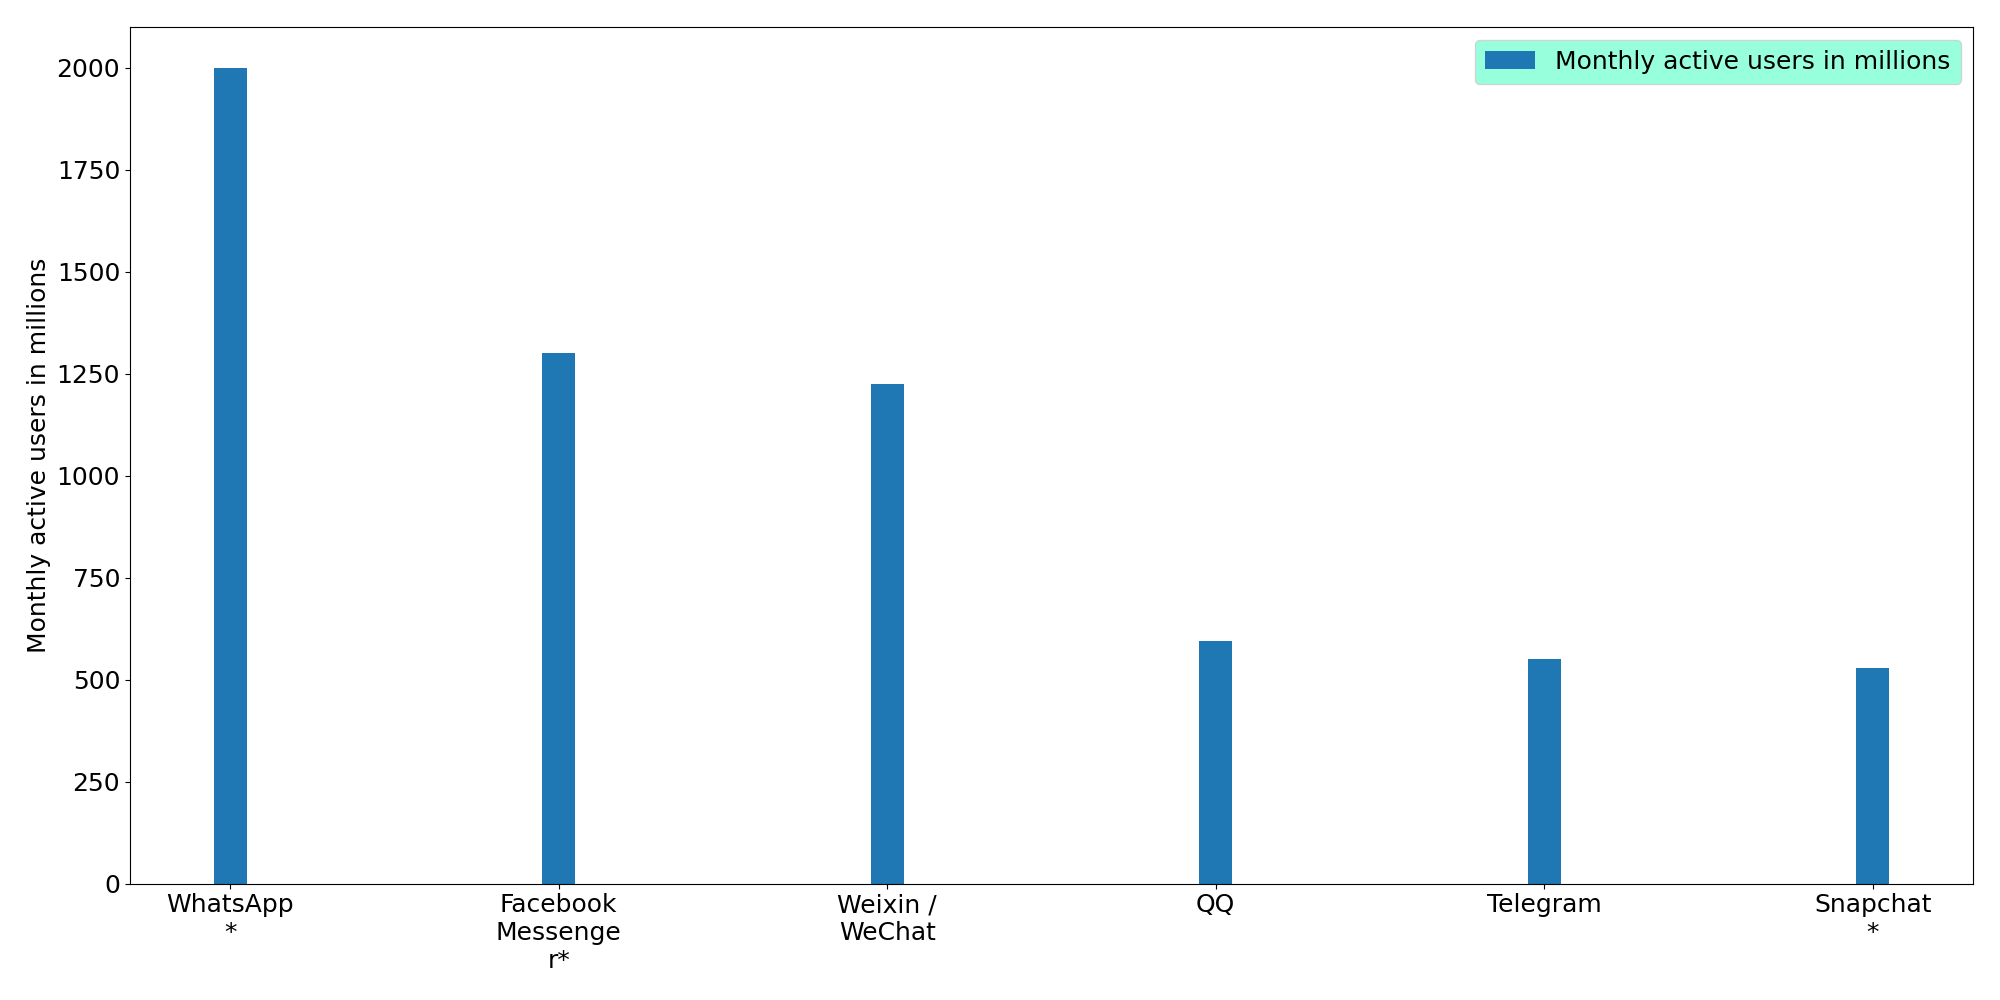 Monthly active users in millions
Monthly active users in millions
2000
1750
1500
1250
1000
750
500
250
0
WhatsApp
*
Facebook
Messenge
r*
Weixin /
WeChat
QQ
Telegram
Snapchat
*